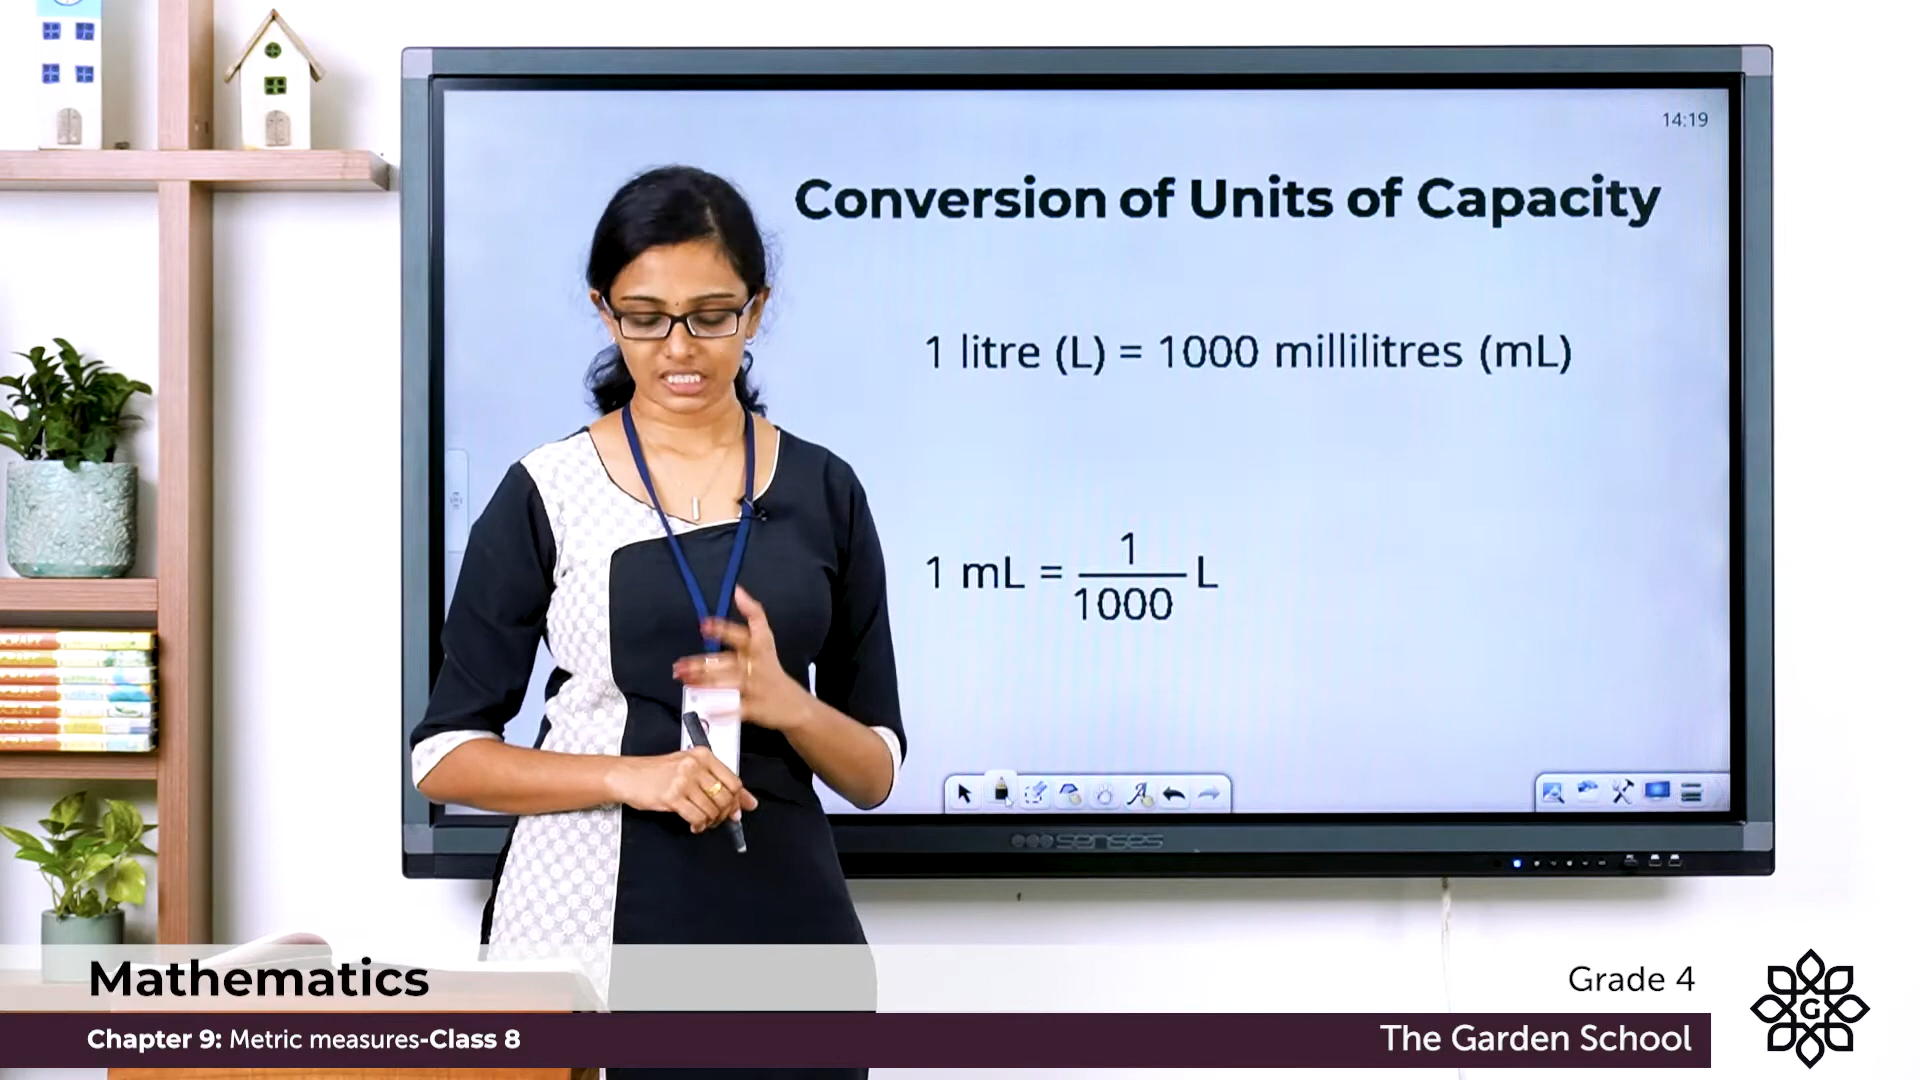 14:19
Conversion of Units of Capacity
1 litre (L) = 1000 millilitres (mL)
1 mL = 1/1000 L
senses
Mathematics
Grade 4
Chapter 9: Metric measures-Class 8
The Garden School
G